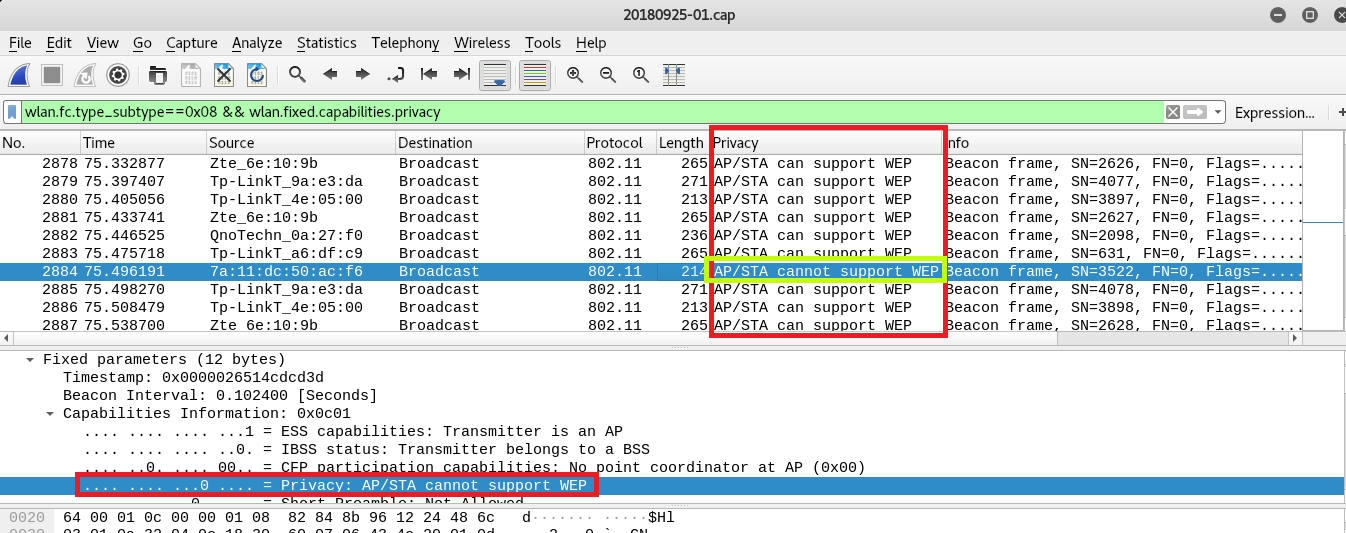 20180925-01.cap
File Edit View Go Capture Analyze Statistics Telephony Wireless Tools Help
wlan.fc.type_subtype==0x08 && wlan.fixed.capabilities.privacy Expression... +
No. Time Source Destination Protocol Length Privacy Info
2878 75.332877 Zte_6e:10:9b Broadcast 802.11 265 AP/STA can support WEP Beacon frame, SN=2626, FN=0, Flags=.....
2879 75.397407 Tp-LinkT_9a:e3:da Broadcast 802.11 271 AP/STA can support WEP Beacon frame, SN=4077, FN=0, Flags=.....
2880 75.405056 Tp-LinkT_4e:05:00 Broadcast 802.11 213 AP/STA can support WEP Beacon frame, SN=3897, FN=0, Flags=.....
2881 75.433741 Zte_6e:10:9b Broadcast 802.11 265 AP/STA can support WEP Beacon frame, SN=2627, FN=0, Flags=.....
2882 75.446525 QnoTechn_0a:27:f0 Broadcast 802.11 236 AP/STA can support WEP Beacon frame, SN=2098, FN=0, Flags=.....
2883 75.475718 Tp-LinkT_a6:df:c9 Broadcast 802.11 265 AP/STA can support WEP Beacon frame, SN=631, FN=0, Flags=......
2884 75.496191 7a:11:dc:50:ac:f6 Broadcast 802.11 214 AP/STA cannot support WEP Beacon frame, SN=3522, FN=0, Flags=.....
2885 75.498270 Tp-LinkT_9a:e3:da Broadcast 802.11 271 AP/STA can support WEP Beacon frame, SN=4078, FN=0, Flags=.....
2886 75.508479 Tp-LinkT_4e:05:00 Broadcast 802.11 213 AP/STA can support WEP Beacon frame, SN=3898, FN=0, Flags=.....
2887 75.538700 Zte_6e:10:9b Broadcast 802.11 265 AP/STA can support WEP Beacon frame, SN=2628, FN=0, Flags=.....
Fixed parameters (12 bytes)
Timestamp: 0x0000026514cdcd3d
Beacon Interval: 0.102400 [Seconds]
Capabilities Information: 0x0c01
.... .... .... ...1 = ESS capabilities: Transmitter is an AP
.... .... .... ..0. = IBSS status: Transmitter belongs to a BSS
.... ..0. .... 00.. = CFP participation capabilities: No point coordinator at AP (0x00)
.... .... ...0 .... = Privacy: AP/STA cannot support WEP
0. .... = Short Preamble: Not Allowed
0020 64 00 01 0c 00 00 01 08 82 84 8b 96 12 24 48 6c d······· ·····$Hl